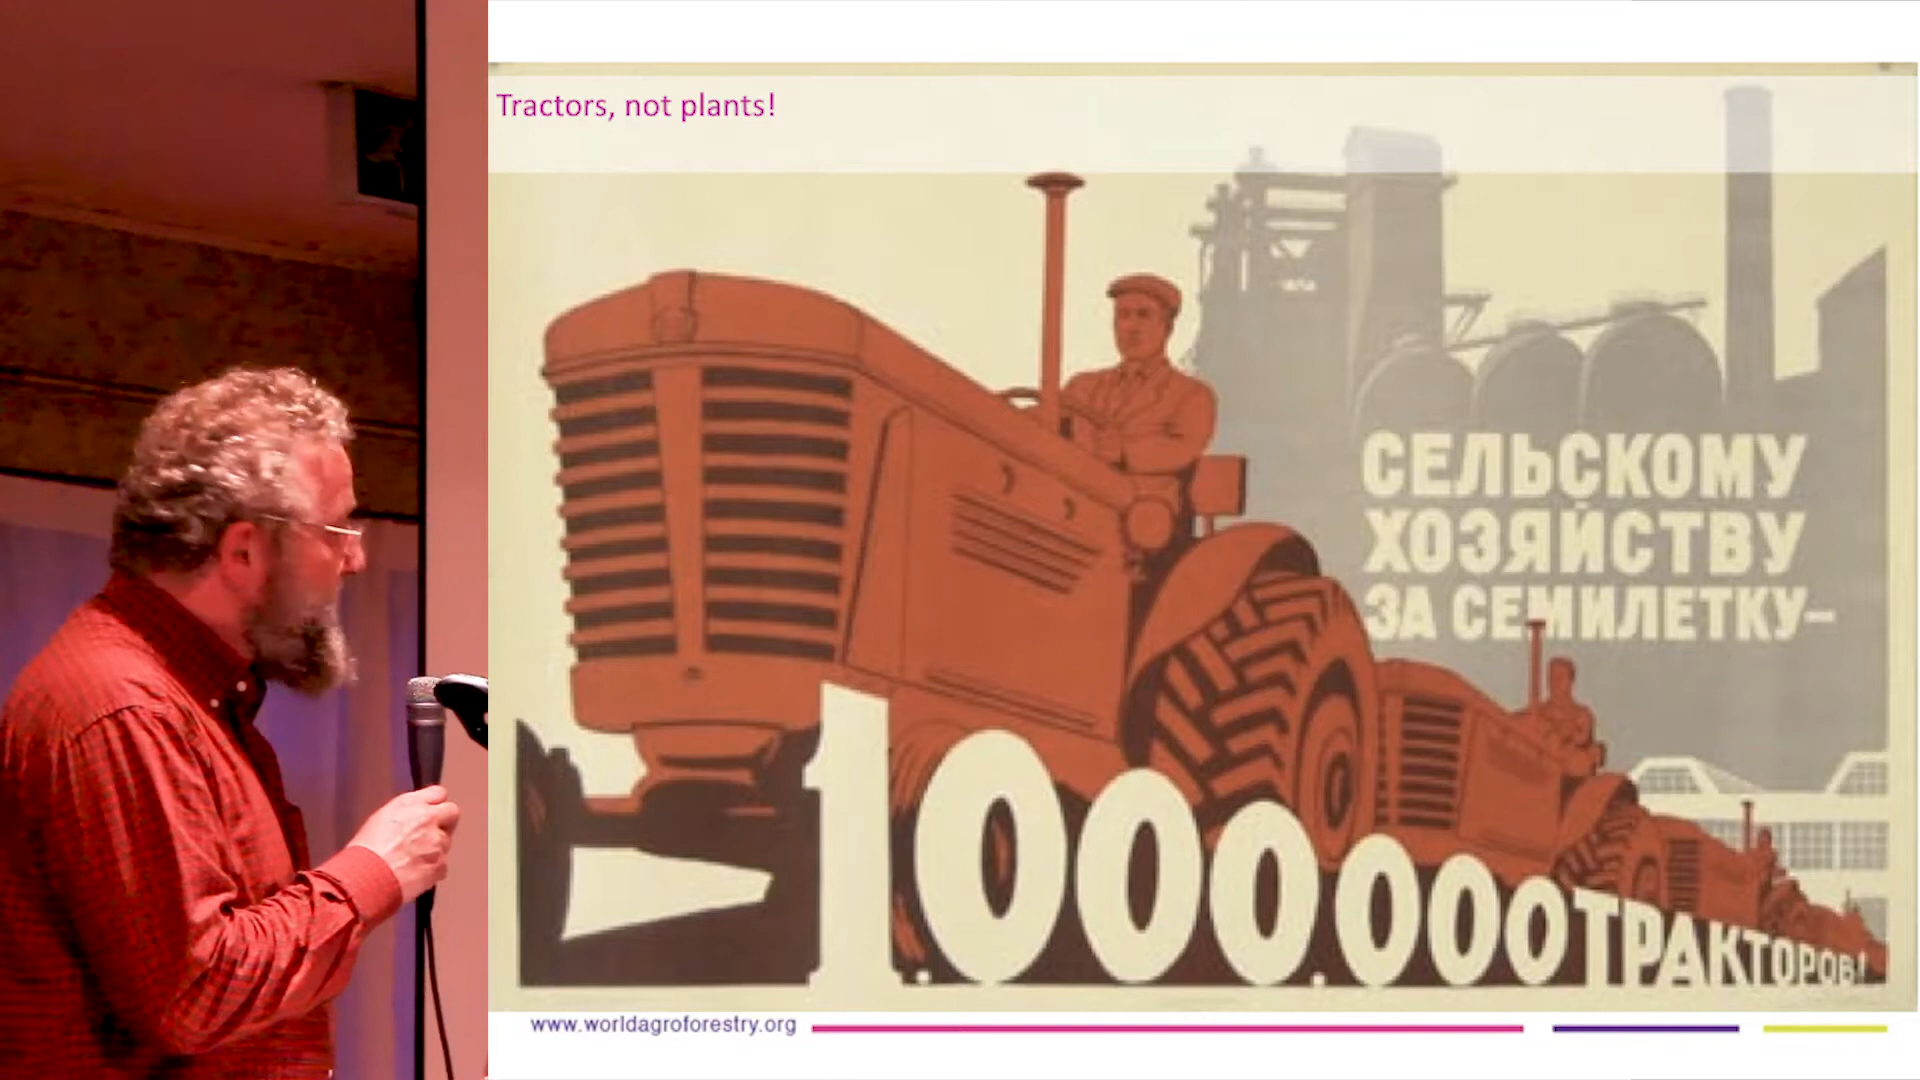 Tractors, not plants!
СЕЛЬСКОМУ
ХОЗЯЙСТВУ
ЗА СЕМИЛЕТКУ–
1.000.000 ТРАКТОРОВ!
www.worldagroforestry.org